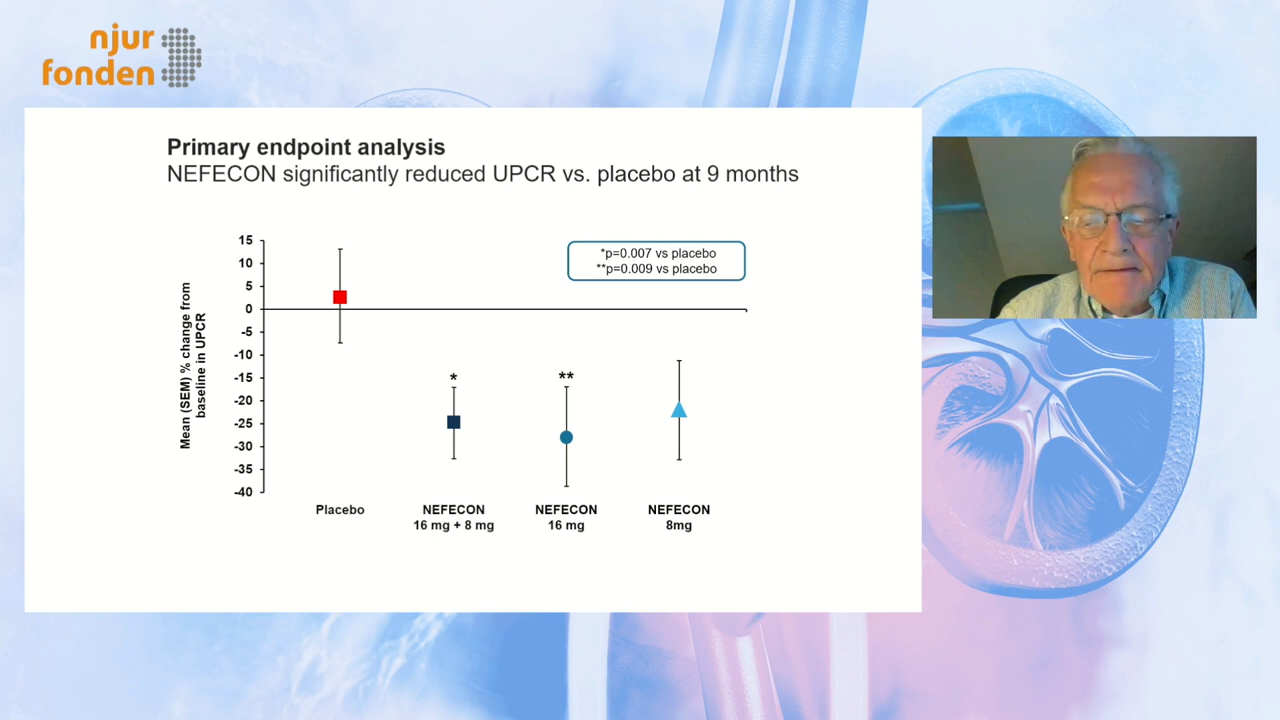 njur
fonden
Primary endpoint analysis
NEFECON significantly reduced UPCR vs. placebo at 9 months
*p=0.007 vs placebo
**p=0.009 vs placebo
Mean (SEM) % change from
baseline in UPCR
15
10
5
0
-5
-10
-15
-20
-25
-30
-35
-40
*
**
Placebo
NEFECON
16 mg + 8 mg
NEFECON
16 mg
NEFECON
8mg